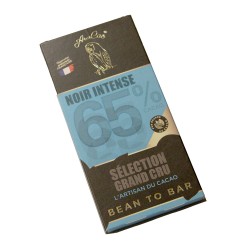 NOIR INTENSE
65%
SÉLECTION
GRAND CRU
L'ARTISAN DU CACAO
BEAN TO BAR